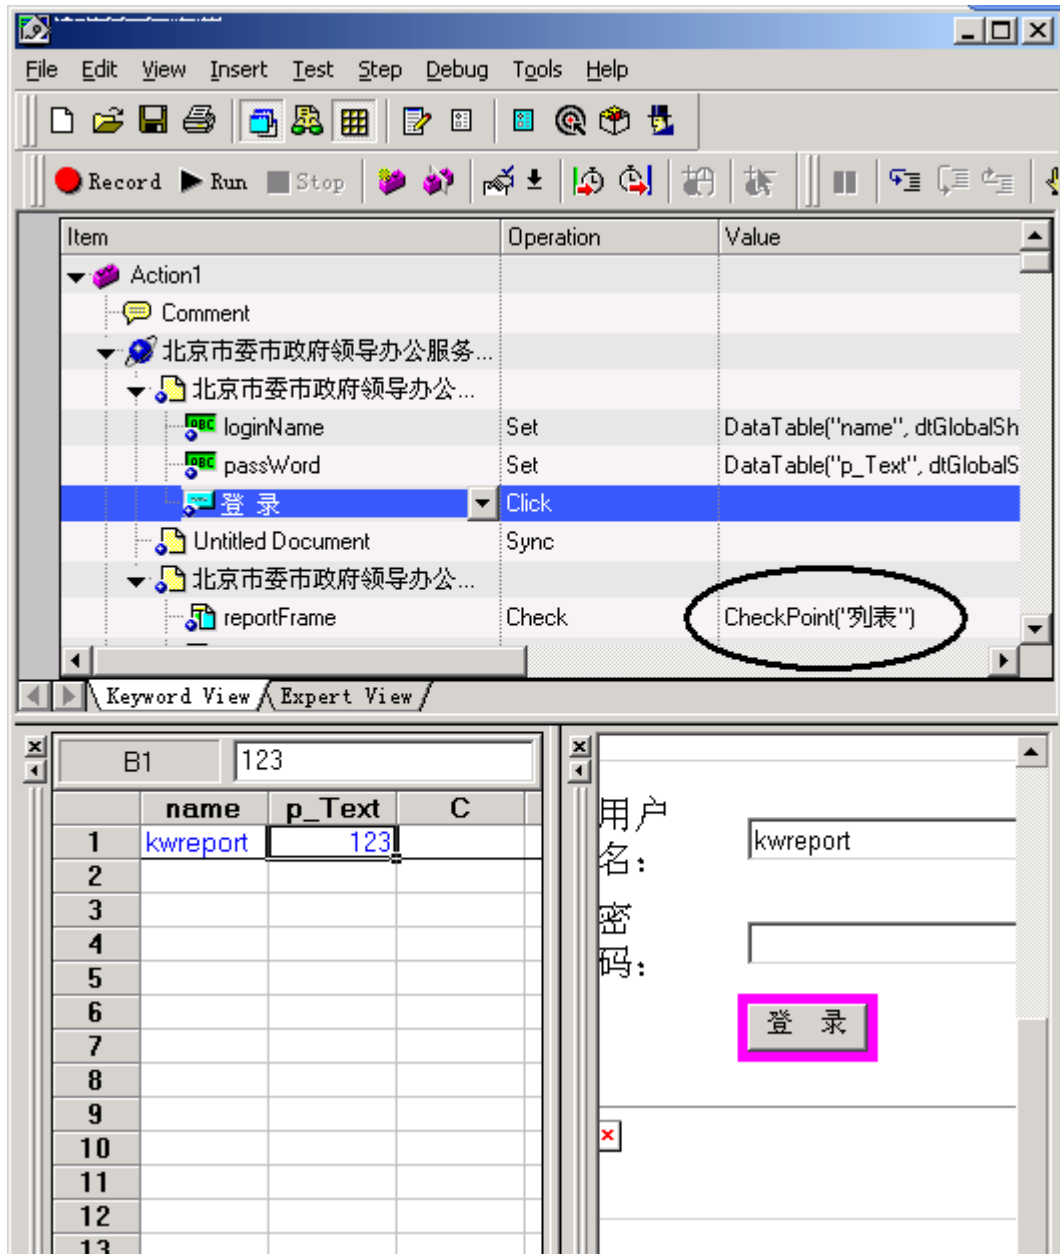 File Edit View Insert Test Step Debug Tools Help
Record Run Stop
Item Operation Value
Action1
Comment
北京市委市政府领导办公服务...
北京市委市政府领导办公...
loginName Set DataTable("name", dtGlobalSh
passWord Set DataTable("p_Text", dtGlobalS
登 录 Click
Untitled Document Sync
北京市委市政府领导办公...
reportFrame Check CheckPoint("列表")
Keyword View Expert View
B1 123
name p_Text C
1 kwreport 123
2
3
4
5
6
7
8
9
10
11
12
13
用户
名：
kwreport
密
码：
登 录